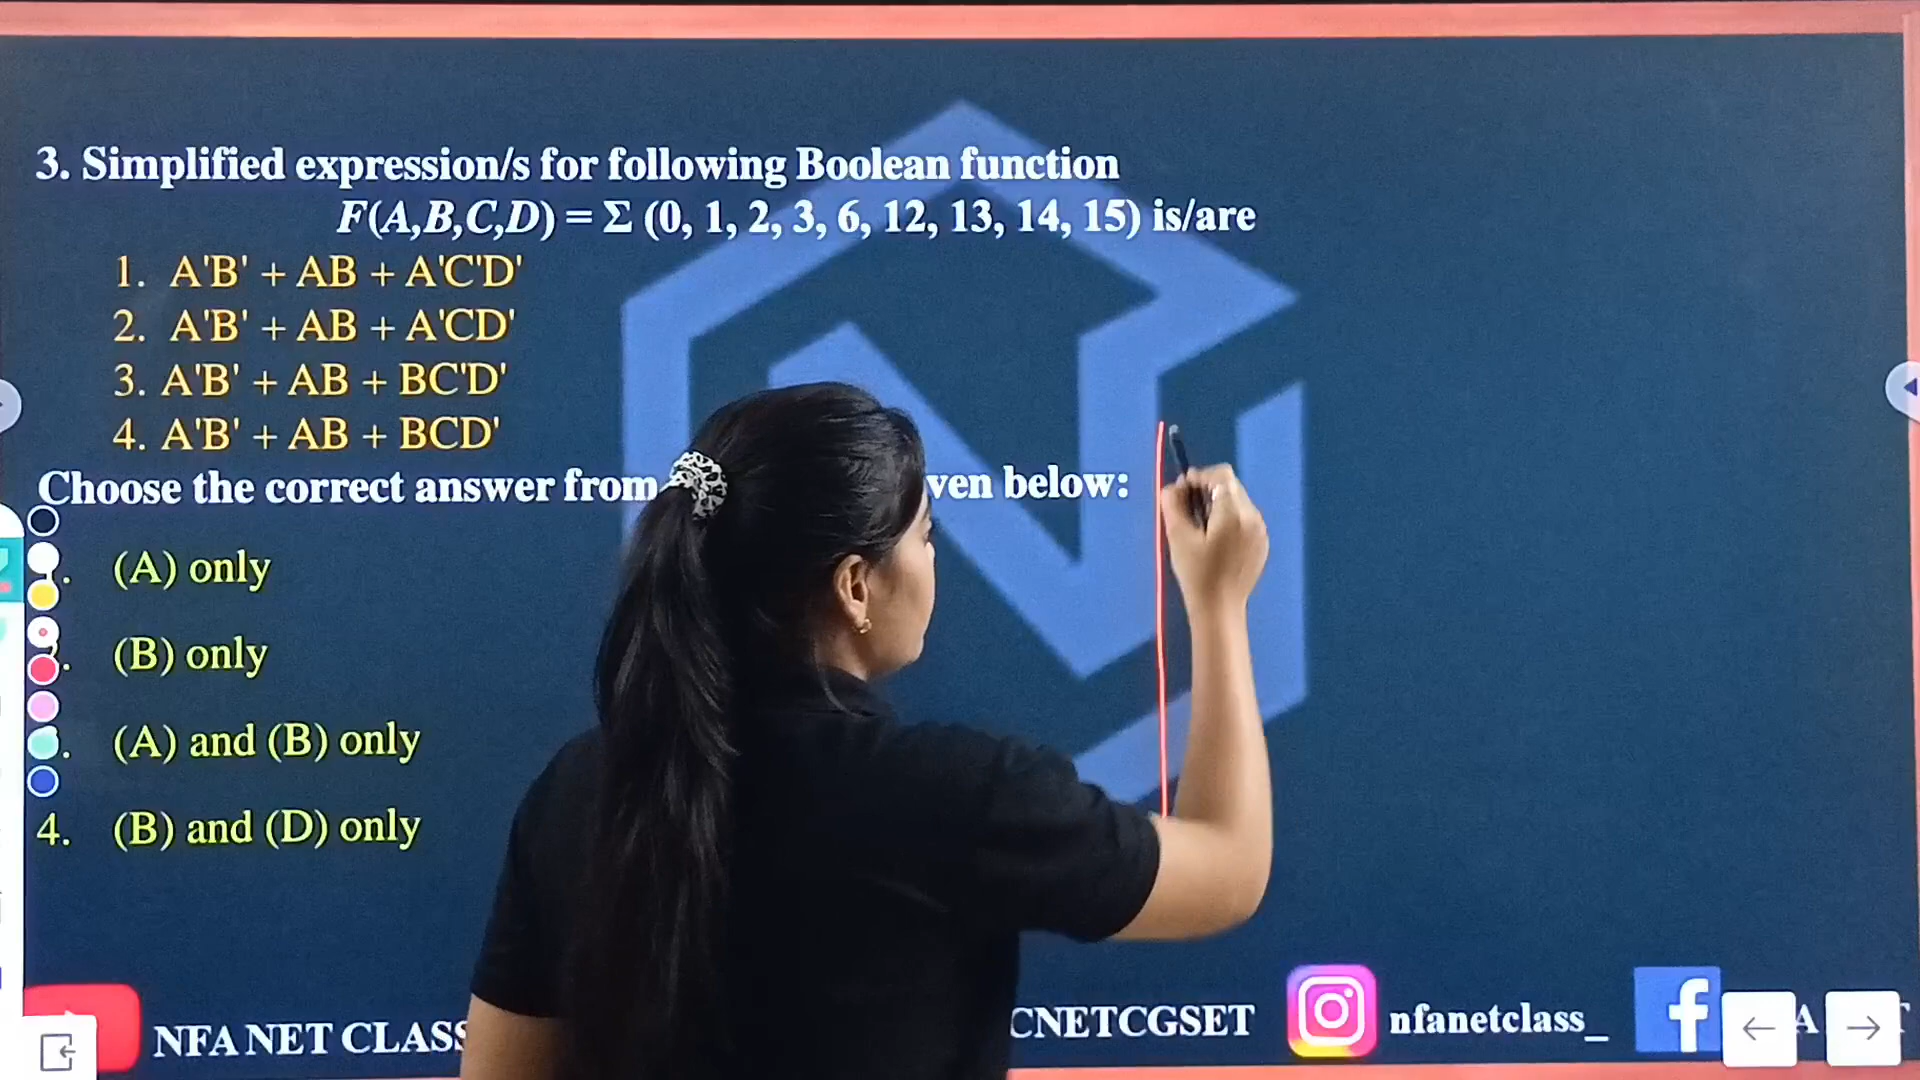 3. Simplified expression/s for following Boolean function
F(A,B,C,D) = Σ (0, 1, 2, 3, 6, 12, 13, 14, 15) is/are
1. A'B' + AB + A'C'D'
2. A'B' + AB + A'CD'
3. A'B' + AB + BC'D'
4. A'B' + AB + BCD'
Choose the correct answer from ven below:
(A) only
(B) only
(A) and (B) only
4. (B) and (D) only
NFA NET CLASS CNETCGSET nfanetclass_ A